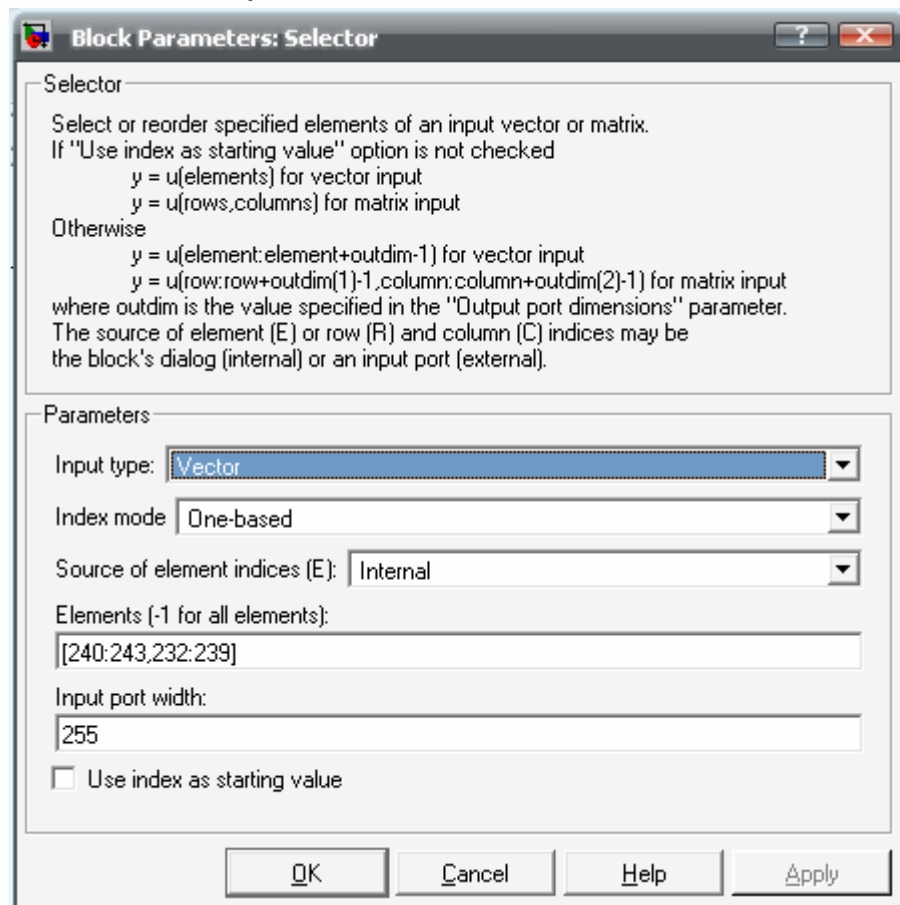 Block Parameters: Selector
Selector
Select or reorder specified elements of an input vector or matrix.
If "Use index as starting value" option is not checked
y = u(elements) for vector input
y = u(rows,columns) for matrix input
Otherwise
y = u(element:element+outdim-1) for vector input
y = u(row:row+outdim(1)-1,column:column+outdim(2)-1) for matrix input
where outdim is the value specified in the "Output port dimensions" parameter.
The source of element (E) or row (R) and column (C) indices may be
the block's dialog (internal) or an input port (external).
Parameters
Input type: Vector
Index mode One-based
Source of element indices (E): Internal
Elements (-1 for all elements):
[240:243,232:239]
Input port width:
255
Use index as starting value
OK Cancel Help Apply